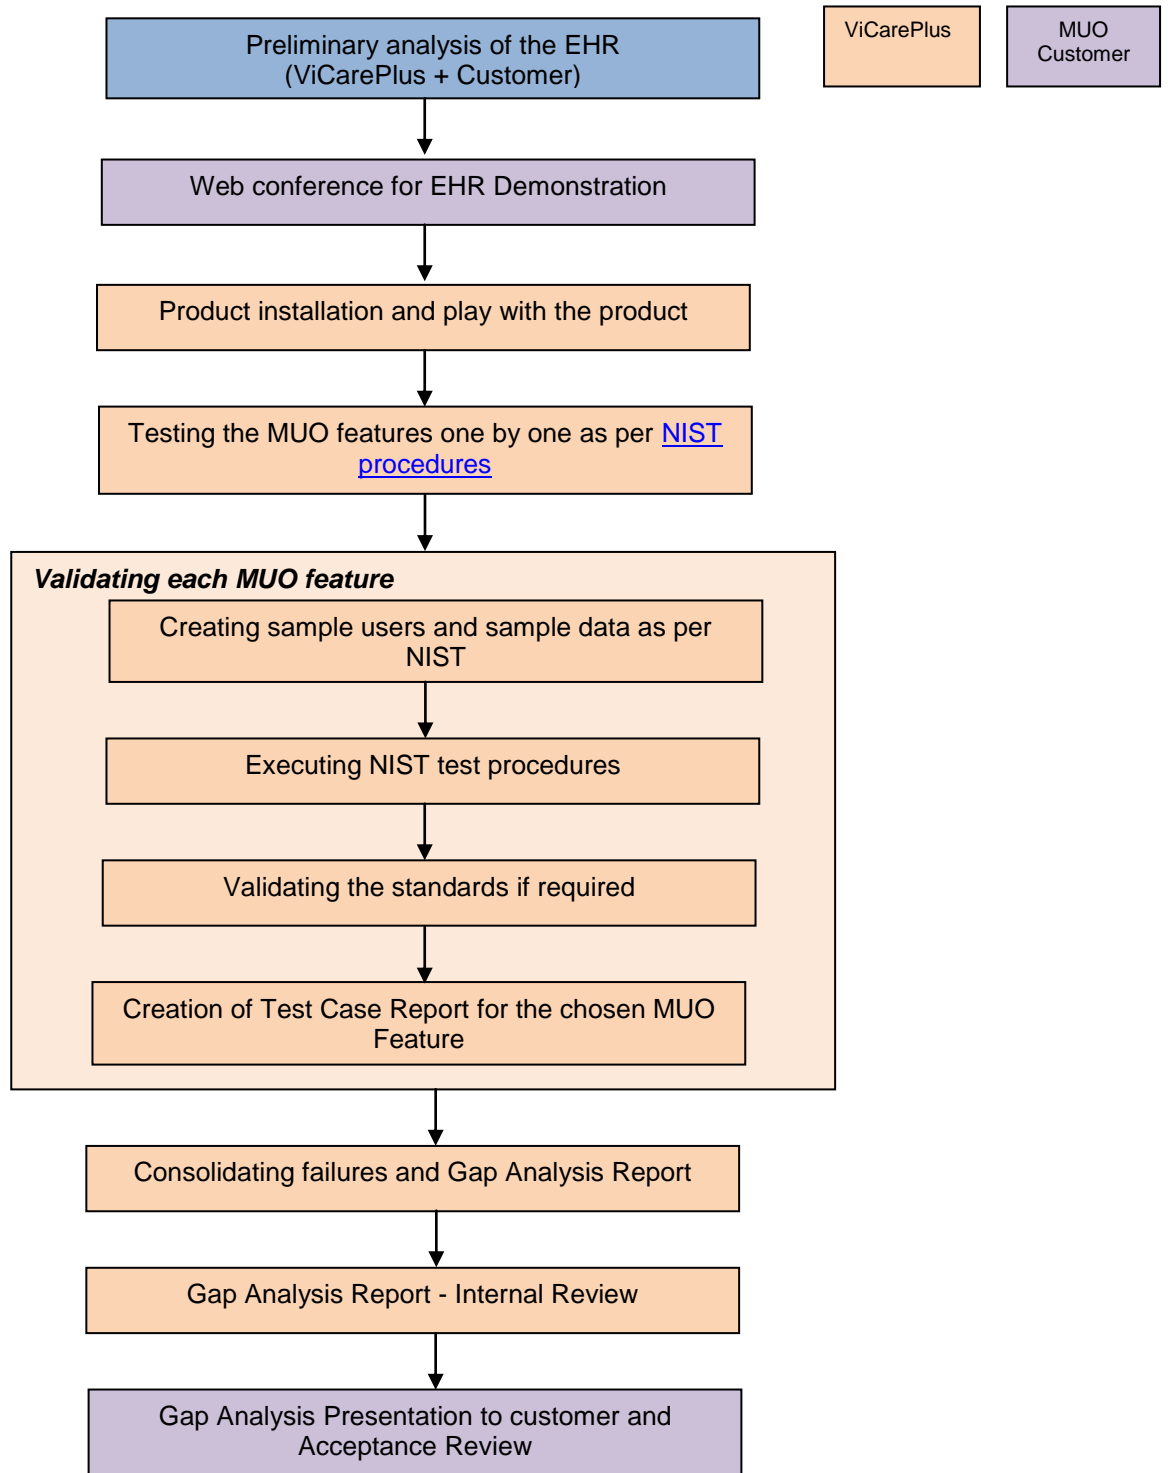 Preliminary analysis of the EHR
(ViCarePlus + Customer)
ViCarePlus
MUO
Customer
Web conference for EHR Demonstration
Product installation and play with the product
Testing the MUO features one by one as per NIST
procedures
Validating each MUO feature
Creating sample users and sample data as per
NIST
Executing NIST test procedures
Validating the standards if required
Creation of Test Case Report for the chosen MUO
Feature
Consolidating failures and Gap Analysis Report
Gap Analysis Report - Internal Review
Gap Analysis Presentation to customer and
Acceptance Review